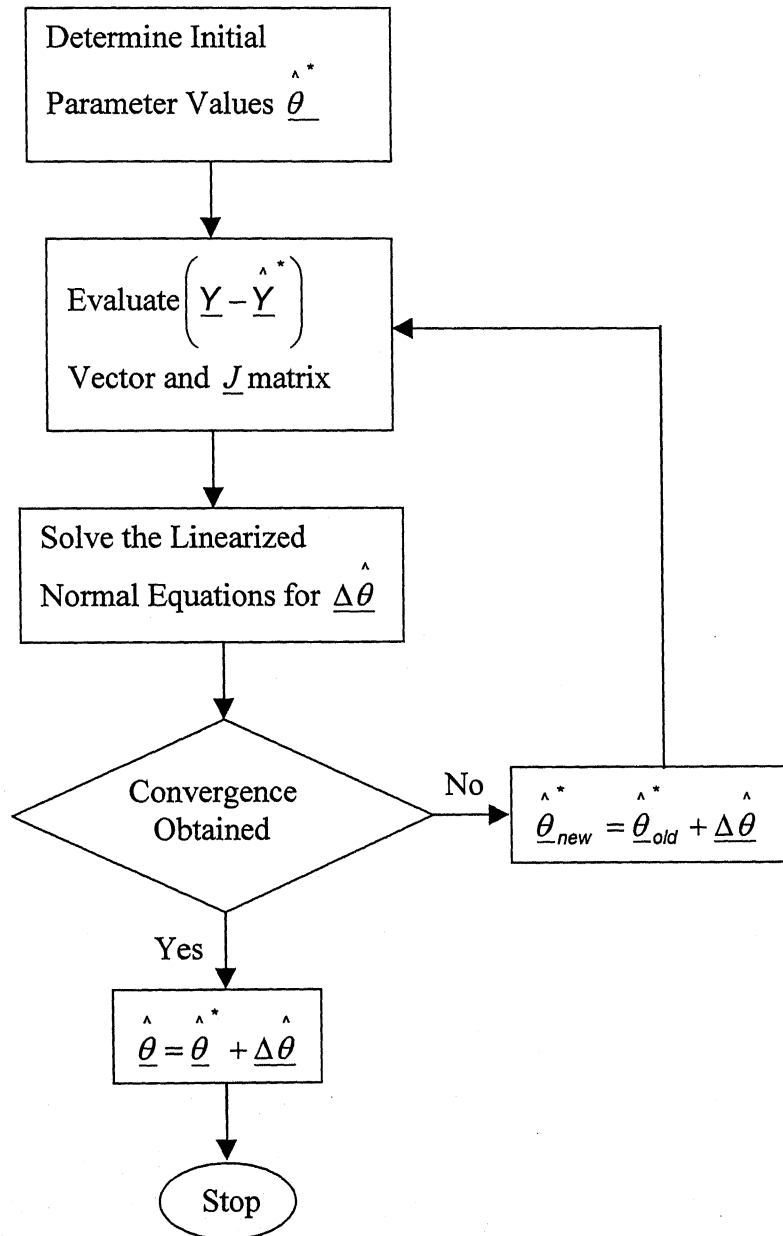 Determine Initial
Parameter Values θ̂*
Evaluate (Y − Ŷ*)
Vector and J matrix
Solve the Linearized
Normal Equations for Δθ̂
Convergence
Obtained
No
θ̂*new = θ̂*old + Δθ̂
Yes
θ̂ = θ̂* + Δθ̂
Stop